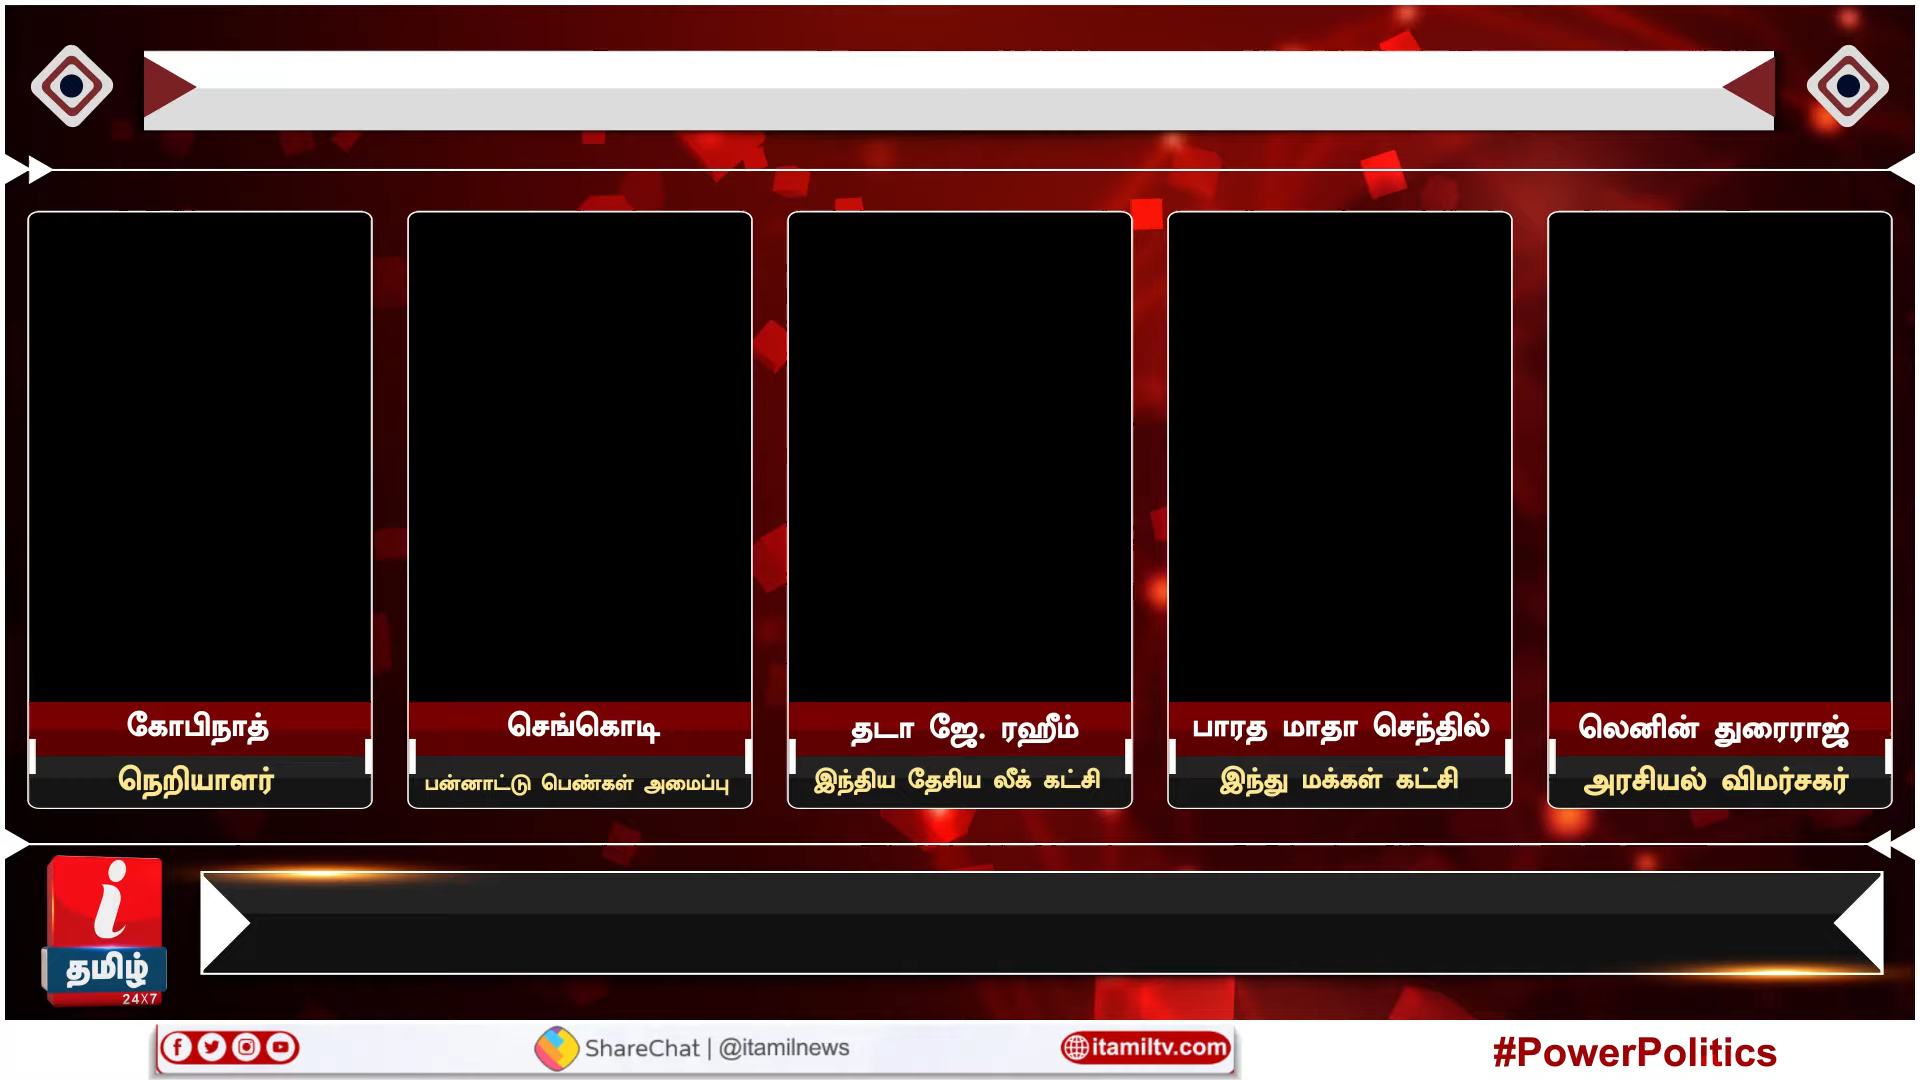 கோபிநாத்
நெறியாளர்
செங்கொடி
பன்னாட்டு பெண்கள் அமைப்பு
தடா ஜே. ரஹீம்
இந்திய தேசிய லீக் கட்சி
பாரத மாதா செந்தில்
இந்து மக்கள் கட்சி
லெனின் துரைராஜ்
அரசியல் விமர்சகர்
i
தமிழ்
24X7
ShareChat | @itamilnews
itamiltv.com
#PowerPolitics